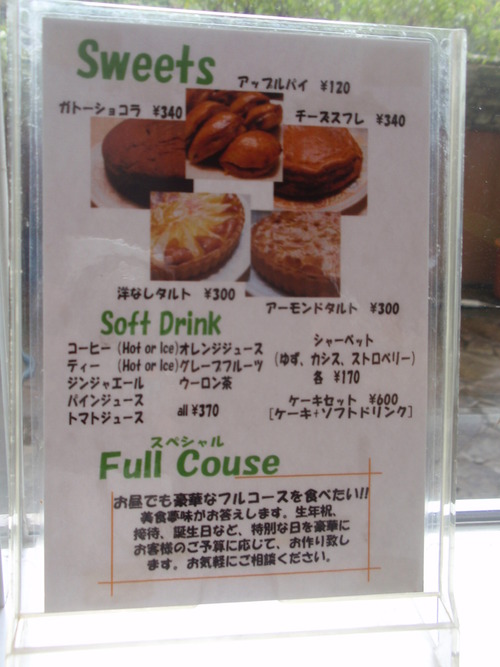 Sweets
アップルパイ ¥120
ガトーショコラ ¥340
チーズスフレ ¥340
洋なしタルト ¥300
アーモンドタルト ¥300
Soft Drink
コーヒー (Hot or Ice) オレンジジュース
ティー (Hot or Ice) グレープフルーツ
ジンジャエール ウーロン茶
パインジュース
トマトジュース all ¥370
シャーベット
(ゆず、カシス、ストロベリー)
各 ¥170
ケーキセット ¥600
[ケーキ+ソフトドリンク]
スペシャル
Full Couse
お昼でも豪華なフルコースを食べたい!!
美食夢味がお答えします。生年祝、
接待、誕生日など、特別な日を豪華に
お客様のご予算に応じて、お作り致し
ます。お気軽にご相談ください。